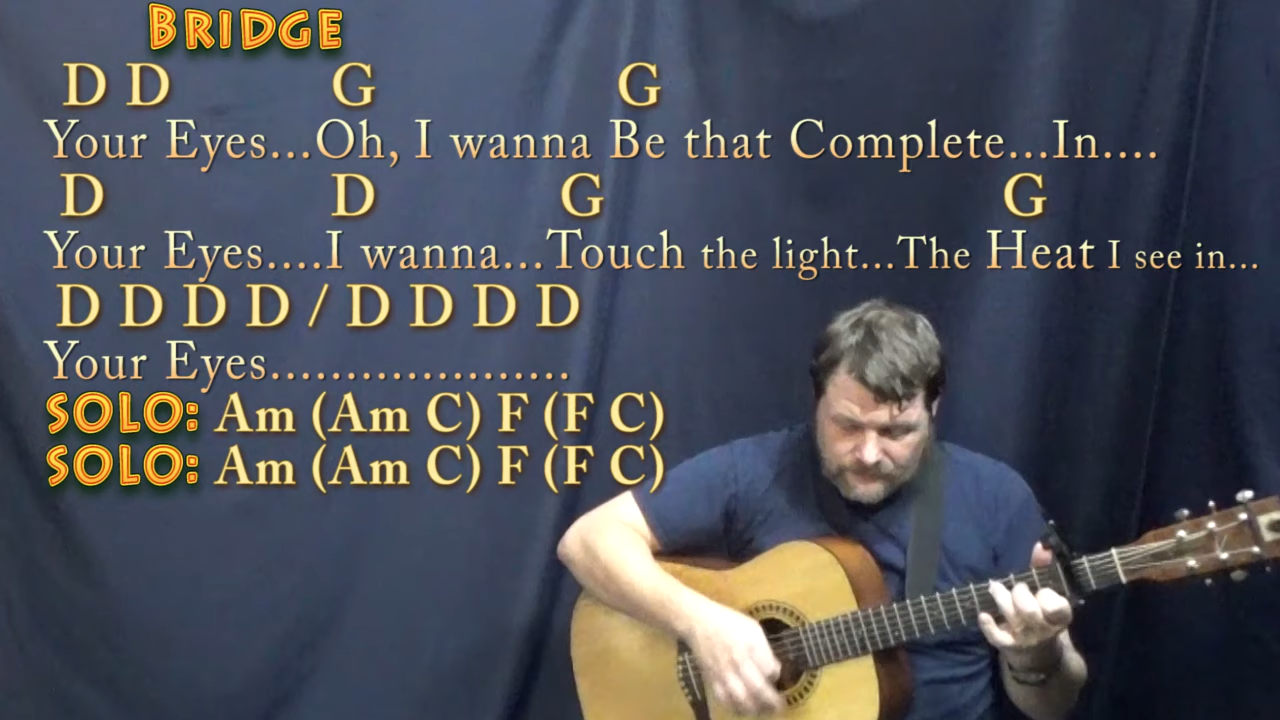 BRIDGE
D D G G
Your Eyes...Oh, I wanna Be that Complete...In....
D D G G
Your Eyes....I wanna...Touch the light...The Heat I see in...
D D D D / D D D D
Your Eyes....................
SOLO: Am (Am C) F (F C)
SOLO: Am (Am C) F (F C)